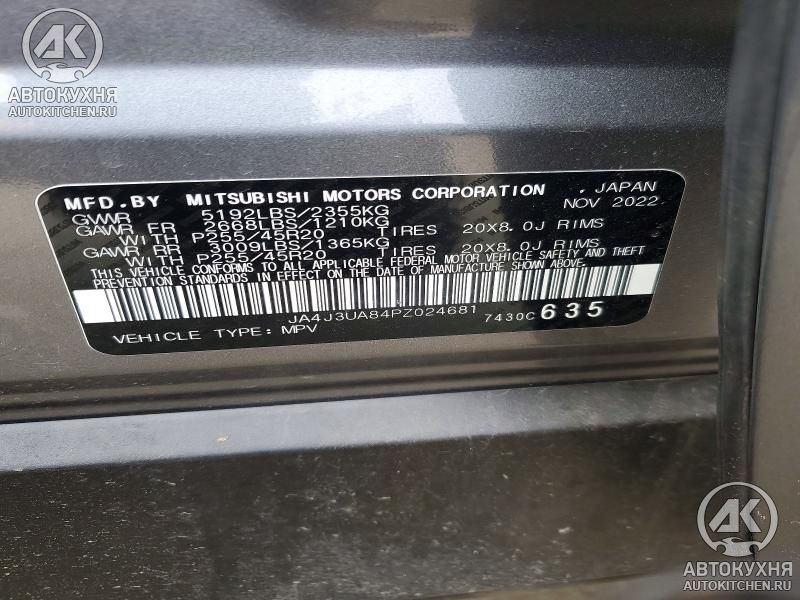 АК
АВТОКУХНЯ
AUTOKITCHEN.RU
MFD.BY MITSUBISHI MOTORS CORPORATION , JAPAN
GVWR 5192LBS/2355KG NOV 2022
GAWR FR 2668LBS/1210KG
WITH P255/45R20 TIRES 20X8.0J RIMS
GAWR RR 3009LBS/1365KG
WITH P255/45R20 TIRES 20X8.0J RIMS
THIS VEHICLE CONFORMS TO ALL APPLICABLE FEDERAL MOTOR VEHICLE SAFETY AND THEFT
PREVENTION STANDARDS IN EFFECT ON THE DATE OF MANUFACTURE SHOWN ABOVE.
JA4J3UA84PZ024681 7430C 635
VEHICLE TYPE: MPV
АК
АВТОКУХНЯ
AUTOKITCHEN.RU